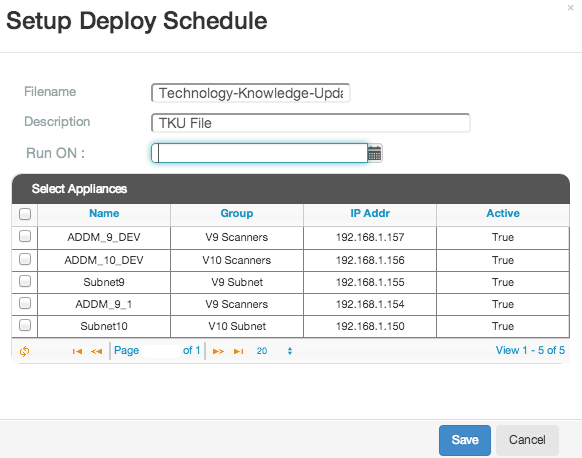 Setup Deploy Schedule
×
Filename Technology-Knowledge-Upda
Description TKU File
Run ON :
Select Appliances
Name Group IP Addr Active
ADDM_9_DEV V9 Scanners 192.168.1.157 True
ADDM_10_DEV V10 Scanners 192.168.1.156 True
Subnet9 V9 Subnet 192.168.1.155 True
ADDM_9_1 V9 Scanners 192.168.1.154 True
Subnet10 V10 Subnet 192.168.1.150 True
Page of 1 20 View 1 - 5 of 5
Save Cancel